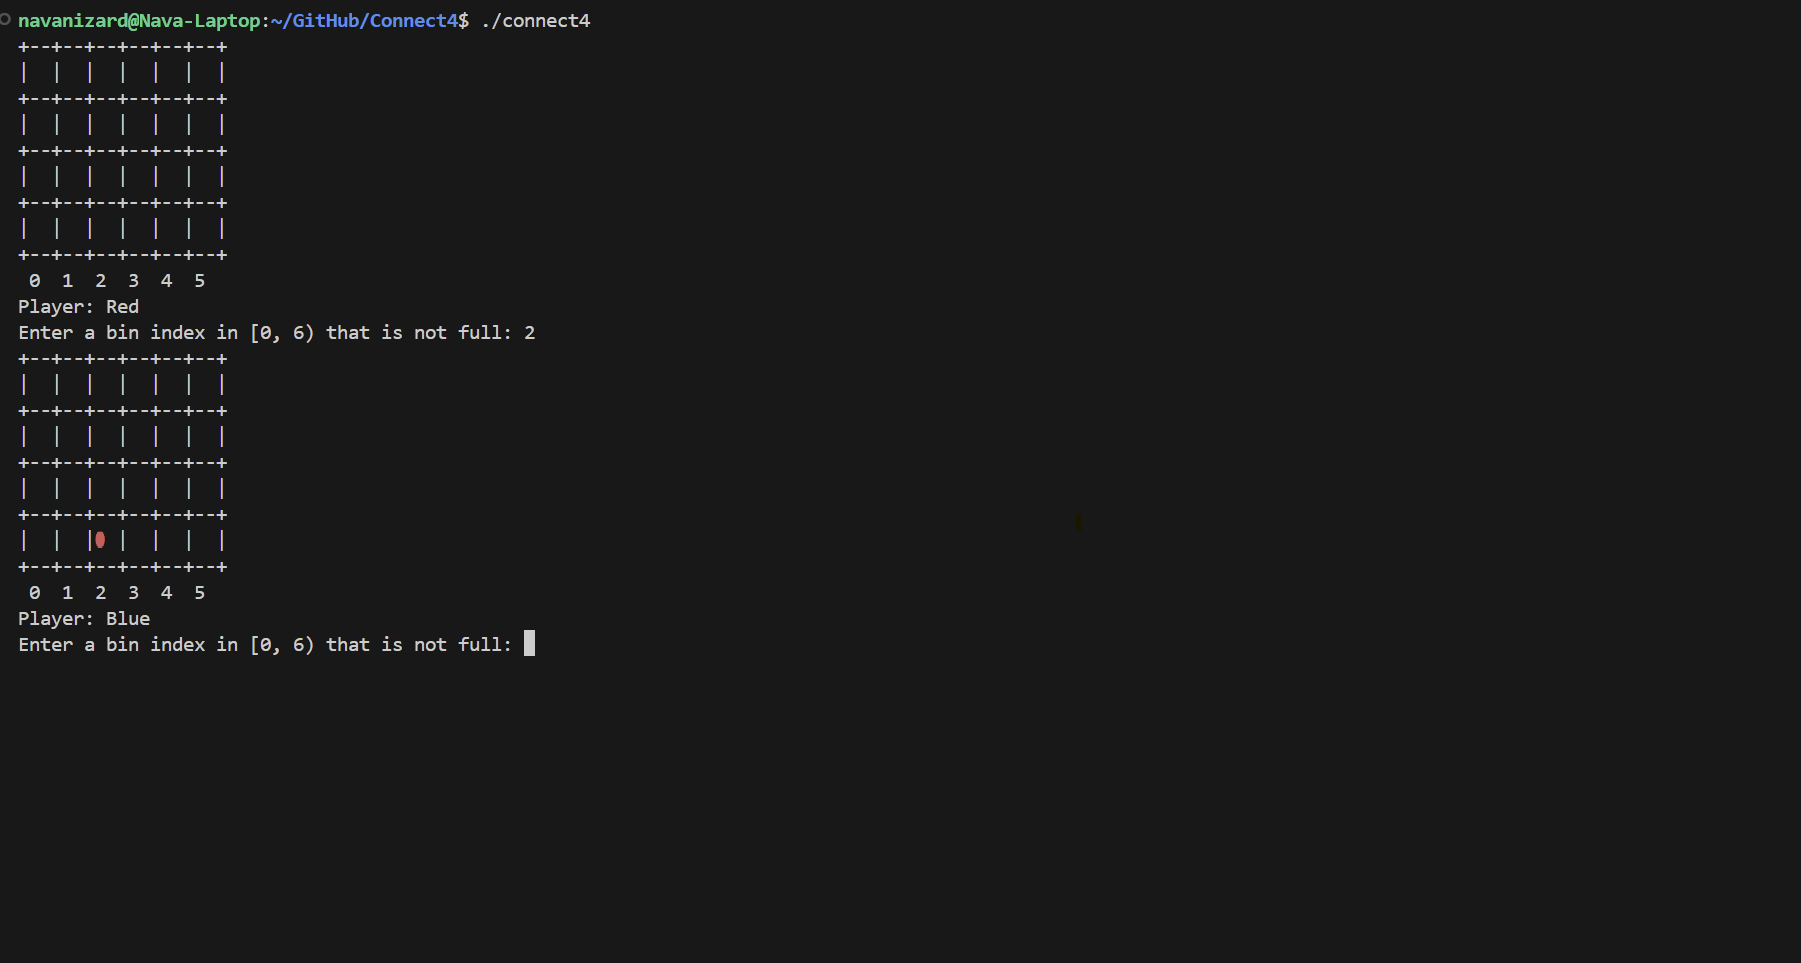 navanizard@Nava-Laptop:~/GitHub/Connect4$ ./connect4
+--+--+--+--+--+--+
|  |  |  |  |  |  |
+--+--+--+--+--+--+
|  |  |  |  |  |  |
+--+--+--+--+--+--+
|  |  |  |  |  |  |
+--+--+--+--+--+--+
|  |  |  |  |  |  |
+--+--+--+--+--+--+
 0  1  2  3  4  5
Player: Red
Enter a bin index in [0, 6) that is not full: 2
+--+--+--+--+--+--+
|  |  |  |  |  |  |
+--+--+--+--+--+--+
|  |  |  |  |  |  |
+--+--+--+--+--+--+
|  |  |  |  |  |  |
+--+--+--+--+--+--+
|  |  |⬮ |  |  |  |
+--+--+--+--+--+--+
 0  1  2  3  4  5
Player: Blue
Enter a bin index in [0, 6) that is not full: